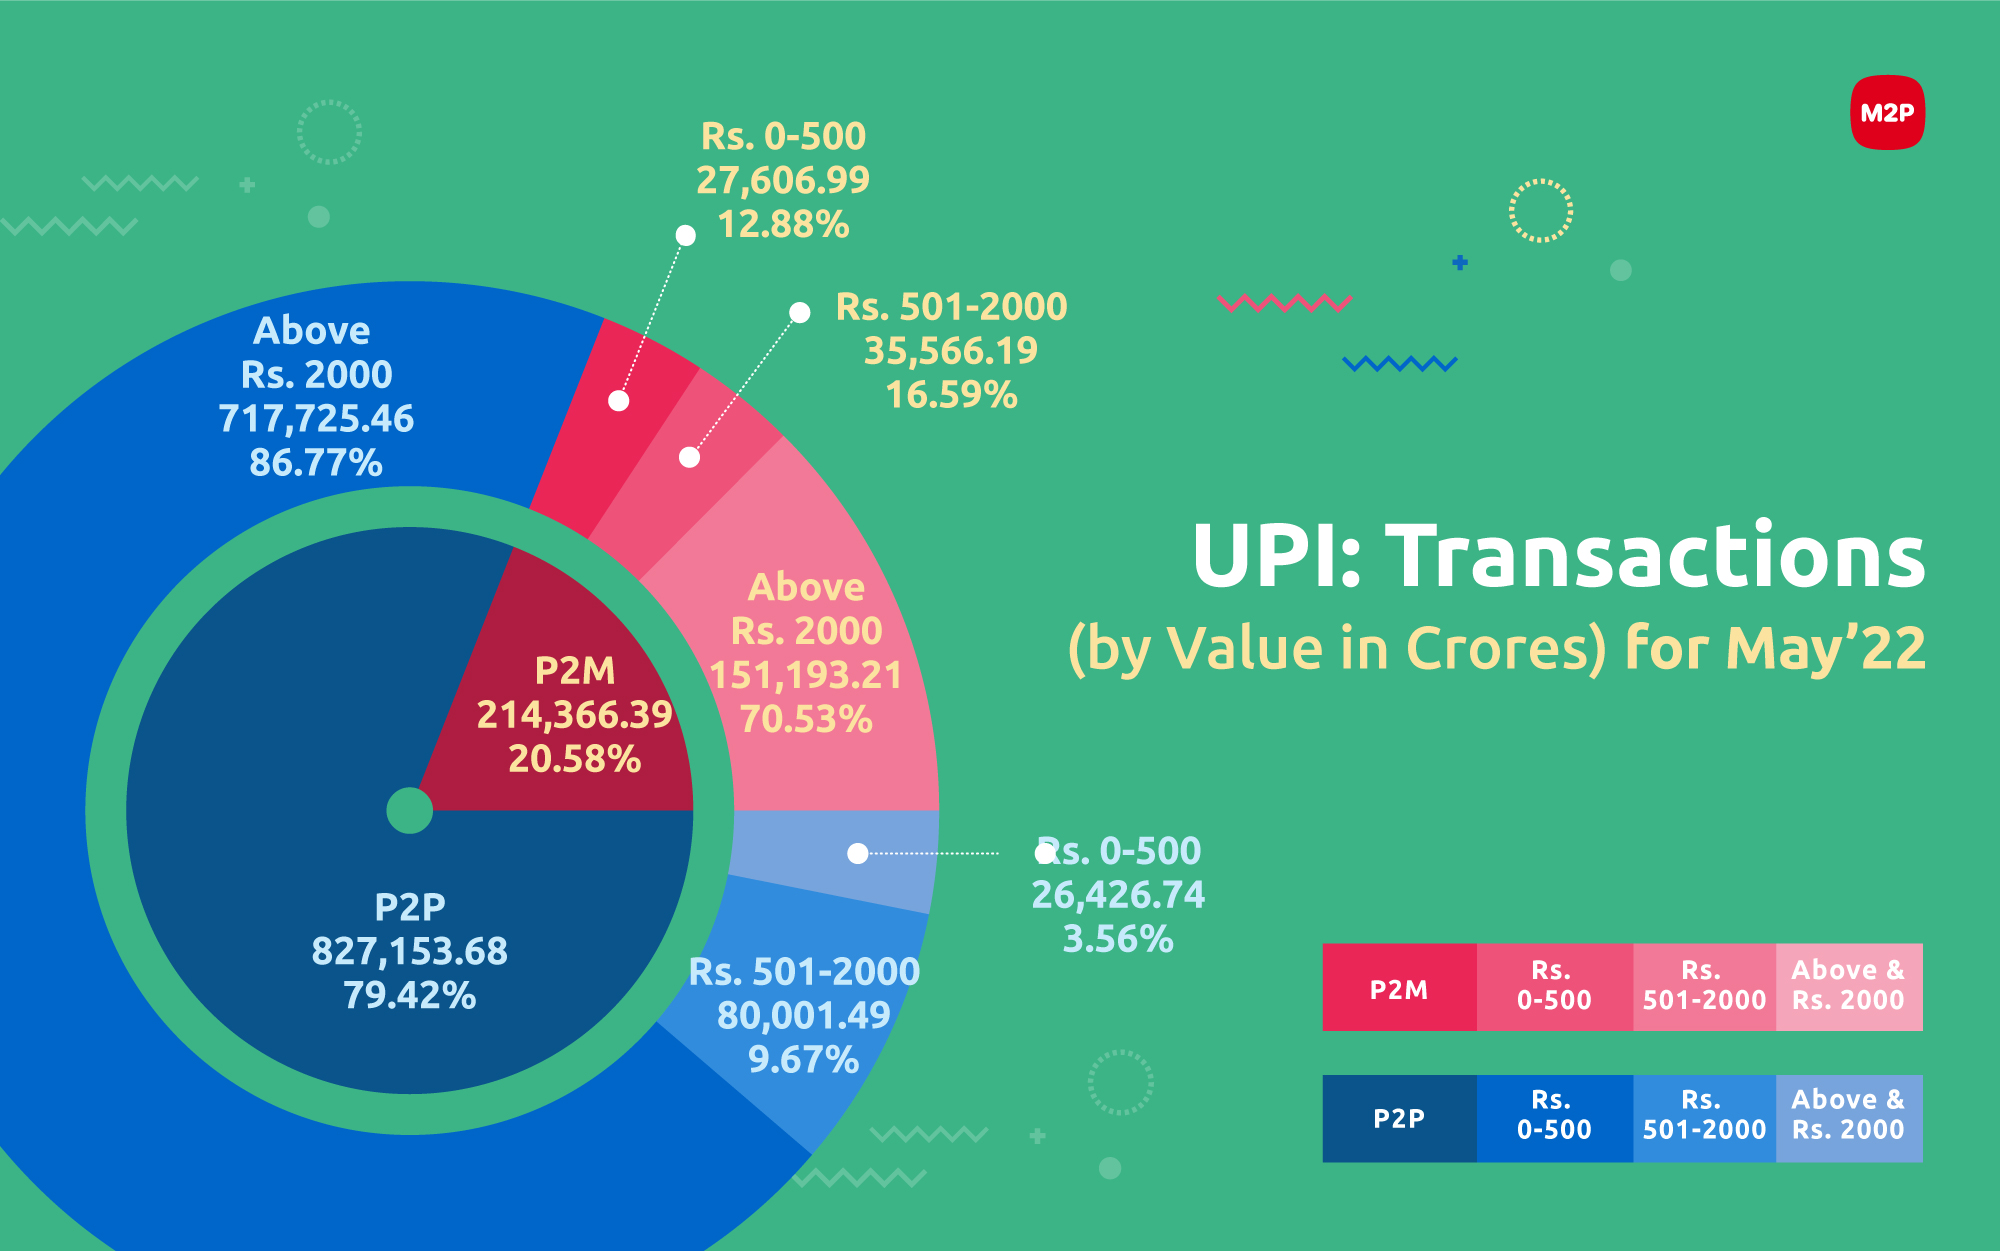 M2P
Rs. 0-500
27,606.99
12.88%
Rs. 501-2000
35,566.19
16.59%
Above
Rs. 2000
717,725.46
86.77%
Above
Rs. 2000
151,193.21
70.53%
P2M
214,366.39
20.58%
P2P
827,153.68
79.42%
Rs. 0-500
26,426.74
3.56%
Rs. 501-2000
80,001.49
9.67%
UPI: Transactions
(by Value in Crores) for May’22
P2M
Rs.
0-500
Rs.
501-2000
Above &
Rs. 2000
P2P
Rs.
0-500
Rs.
501-2000
Above &
Rs. 2000